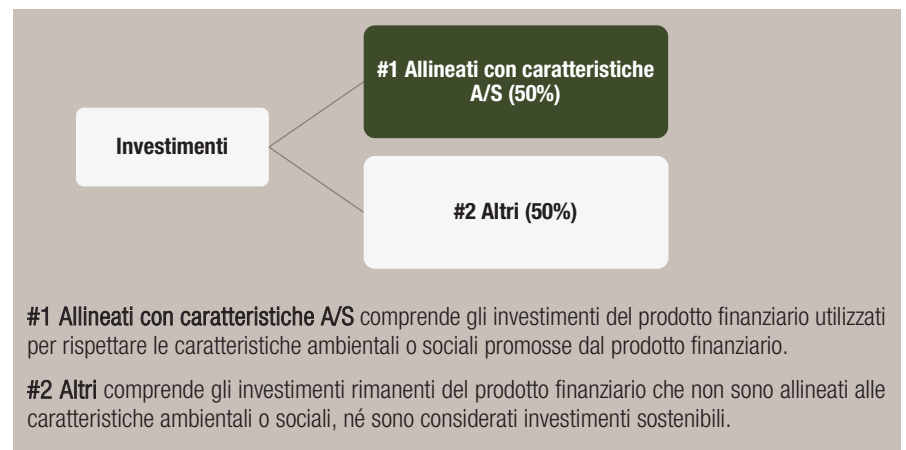 #1 Allineati con caratteristiche
A/S (50%)
Investimenti
#2 Altri (50%)
#1 Allineati con caratteristiche A/S comprende gli investimenti del prodotto finanziario utilizzati
per rispettare le caratteristiche ambientali o sociali promosse dal prodotto finanziario.
#2 Altri comprende gli investimenti rimanenti del prodotto finanziario che non sono allineati alle
caratteristiche ambientali o sociali, né sono considerati investimenti sostenibili.